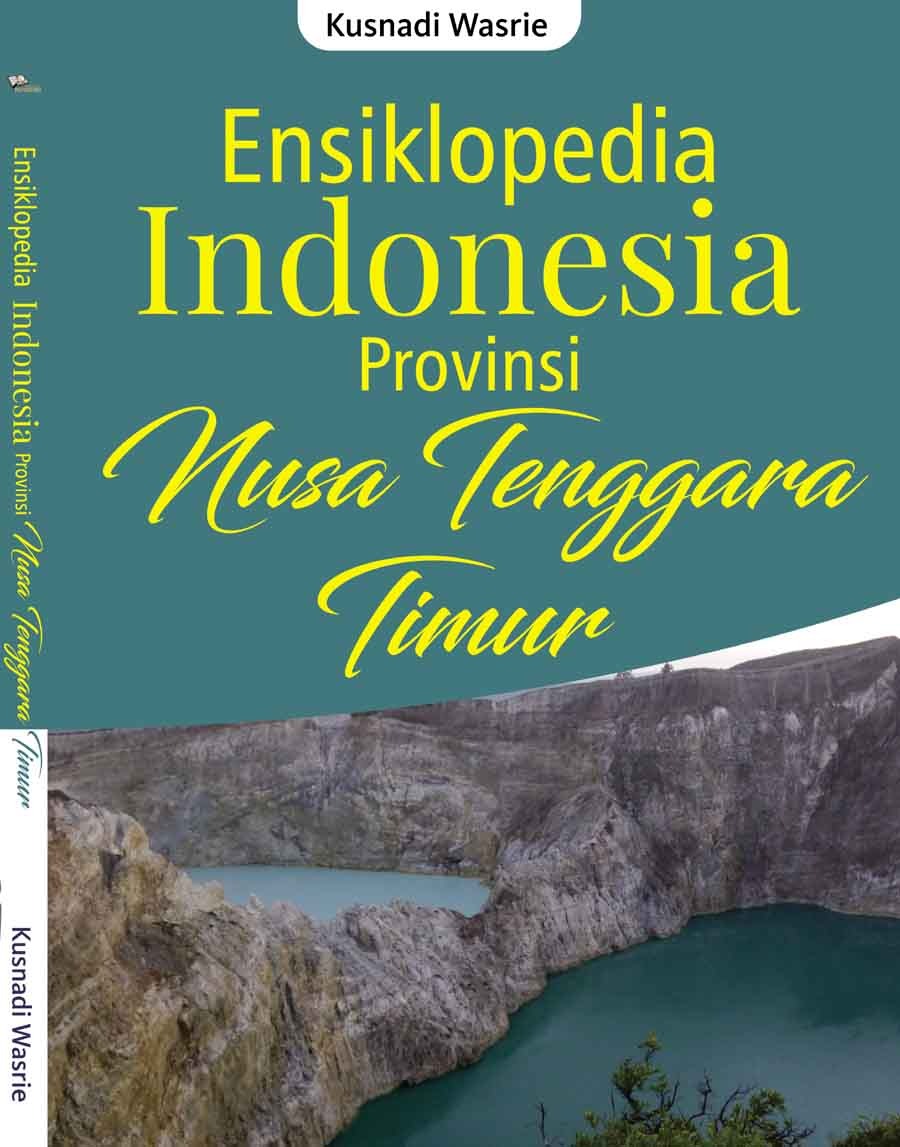 Kusnadi Wasrie
Ensiklopedia
Indonesia
Provinsi
Nusa Tenggara
Timur
Ensiklopedia Indonesia Provinsi Nusa Tenggara Timur
Kusnadi Wasrie